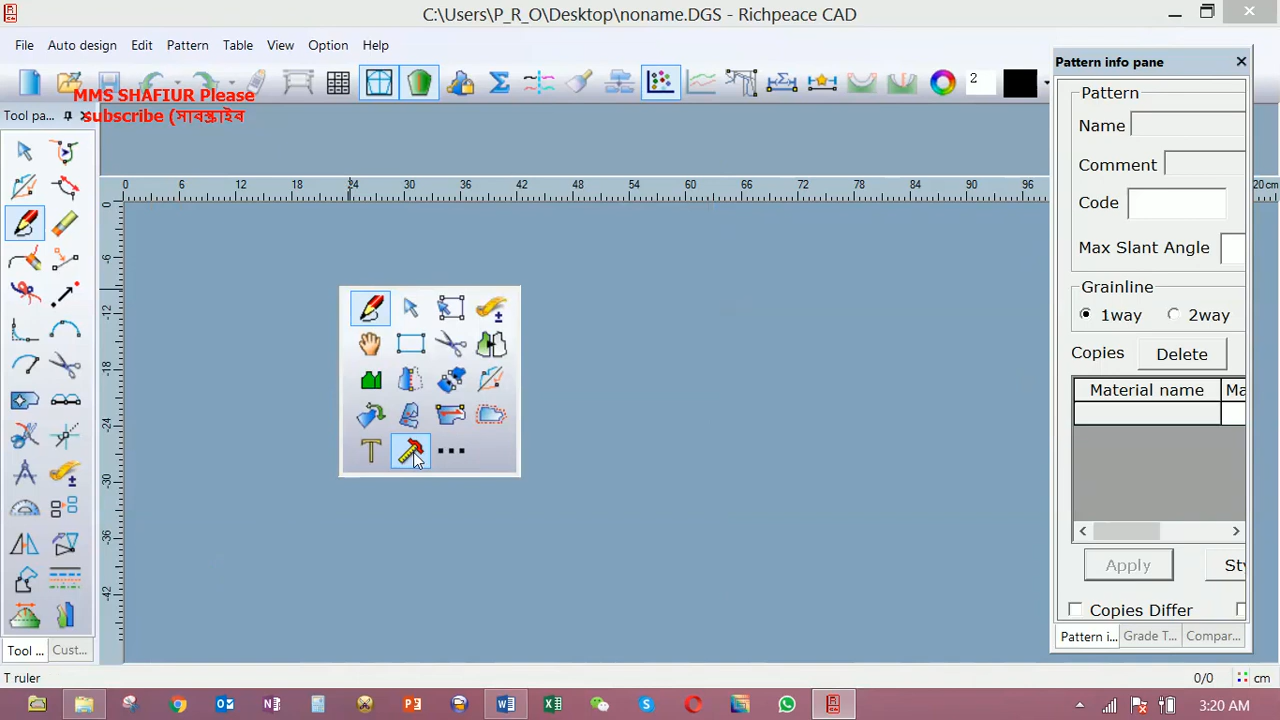 C:\Users\P_R_O\Desktop\noname.DGS - Richpeace CAD
File Auto design Edit Pattern Table View Option Help
Pattern info pane
2
MMS SHAFIUR Please
subscribe (সাবস্ক্রাইব
Tool pa...
Pattern
Name
Comment
Code
Max Slant Angle
Grainline
1way 2way
Copies Delete
Material name Ma
Apply Sty
Copies Differ
0 6 12 18 24 30 36 42 48 54 60 66 72 78 84 90 96 20 cm
0
-6
-12
-18
-24
-30
-36
-42
T
Tool ... Cust...
Pattern i... Grade T... Compar...
T ruler 0/0 cm
3:20 AM